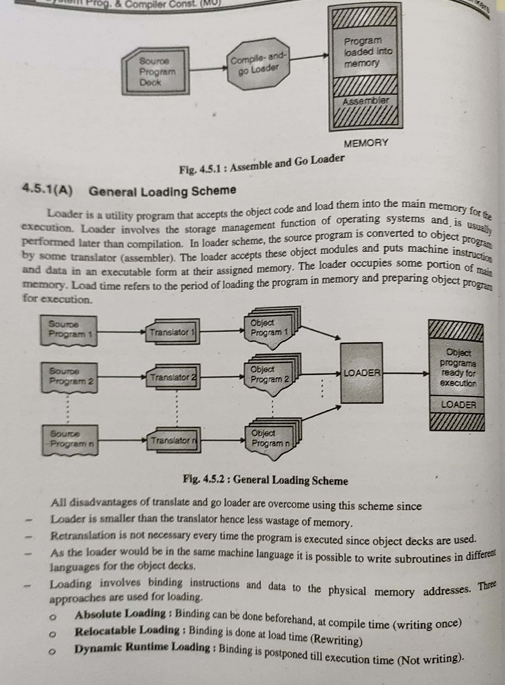 System Prog. & Compiler Const. (MU)
Source
Program
Deck
Compile-and-
go Loader
Program
loaded into
memory
Assembler
MEMORY
Fig. 4.5.1 : Assemble and Go Loader
4.5.1(A) General Loading Scheme
Loader is a utility program that accepts the object code and load them into the main memory for the
execution. Loader involves the storage management function of operating systems and is usually
performed later than compilation. In loader scheme, the source program is converted to object program
by some translator (assembler). The loader accepts these object modules and puts machine instruction
and data in an executable form at their assigned memory. The loader occupies some portion of main
memory. Load time refers to the period of loading the program in memory and preparing object program
for execution.
Source
Program 1
Translator 1
Object
Program 1
Source
Program 2
Translator 2
Object
Program 2
LOADER
Object
programs
ready for
execution
LOADER
Source
Program n
Translator n
Object
Program n
Fig. 4.5.2 : General Loading Scheme
All disadvantages of translate and go loader are overcome using this scheme since
– Loader is smaller than the translator hence less wastage of memory.
– Retranslation is not necessary every time the program is executed since object decks are used.
– As the loader would be in the same machine language it is possible to write subroutines in different
languages for the object decks.
– Loading involves binding instructions and data to the physical memory addresses. Three
approaches are used for loading.
o Absolute Loading : Binding can be done beforehand, at compile time (writing once)
o Relocatable Loading : Binding is done at load time (Rewriting)
o Dynamic Runtime Loading : Binding is postponed till execution time (Not writing).